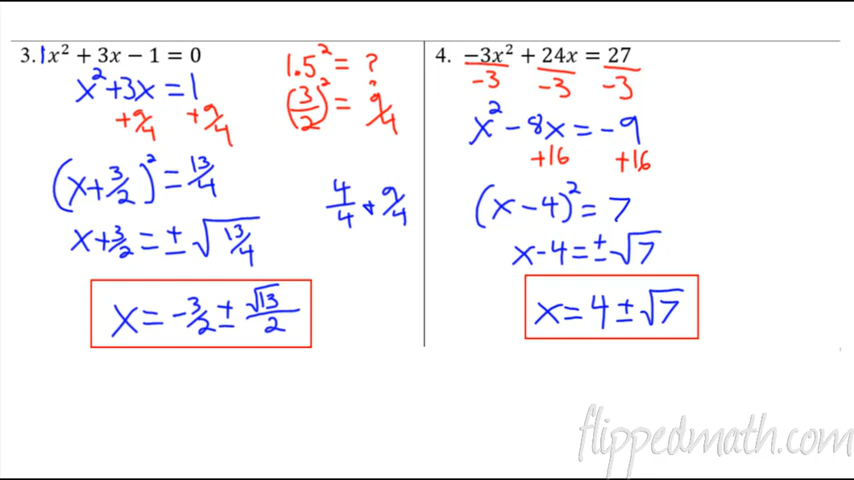 3. 1x² + 3x − 1 = 0
x² + 3x = 1
+9/4 +9/4
(x + 3/2)² = 13/4
x + 3/2 = ± √13/4
x = −3/2 ± √13/2
1.5² = ?
(3/2)² = 9/4
4/4 + 9/4
4. −3x² + 24x = 27
−3 −3 −3
x² − 8x = −9
+16 +16
(x − 4)² = 7
x − 4 = ± √7
x = 4 ± √7
flippedmath.com